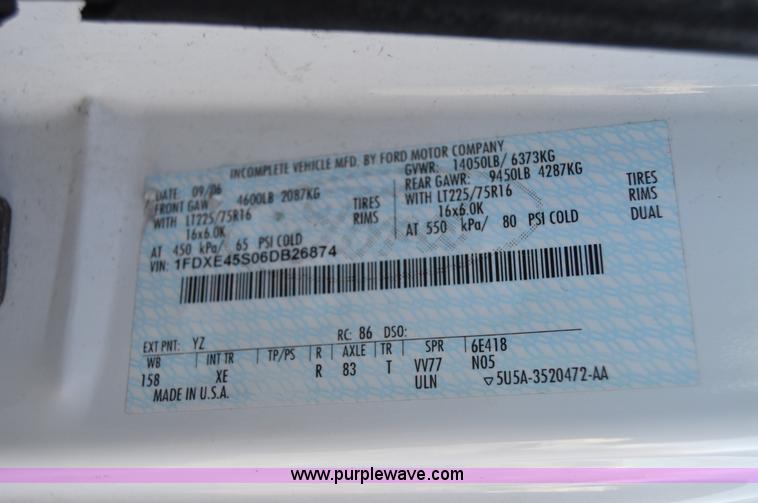 INCOMPLETE VEHICLE MFD. BY FORD MOTOR COMPANY
DATE: 09/06 GVWR: 14050LB/ 6373KG
FRONT GAW 4600LB 2087KG REAR GAWR: 9450LB 4287KG
WITH LT225/75R16 TIRES WITH LT225/75R16 TIRES
16x6.0K RIMS 16x6.0K RIMS
AT 450 kPa/ 65 PSI COLD AT 550 kPa/ 80 PSI COLD DUAL
VIN: 1FDXE45S06DB26874
EXT PNT: YZ RC: 86 DSO:
WB INT TR TP/PS R AXLE TR SPR 6E418
158 XE R 83 T VV77 N05
MADE IN U.S.A. ULN ▽5U5A-3520472-AA
www.purplewave.com